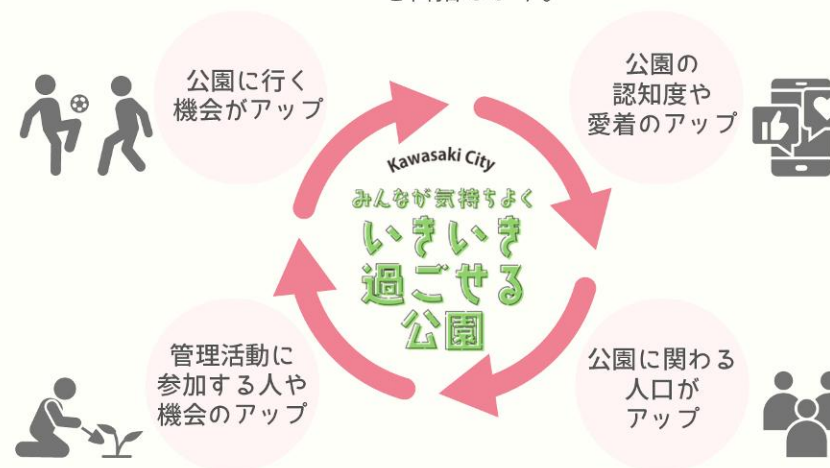 公園に行く
機会がアップ
公園の
認知度や
愛着のアップ
Kawasaki City
みんなが気持ちよく
いきいき
過ごせる
公園
管理活動に
参加する人や
機会のアップ
公園に関わる
人口が
アップ